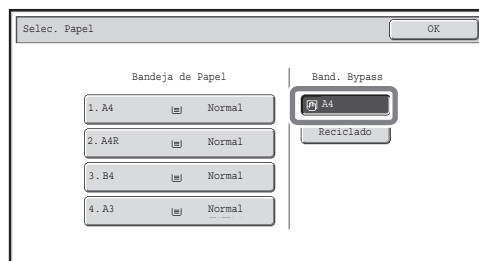 Selec. Papel
OK
Bandeja de Papel
Band. Bypass
1. A4 Normal
2. A4R Normal
3. B4 Normal
4. A3 Normal
A4
Reciclado